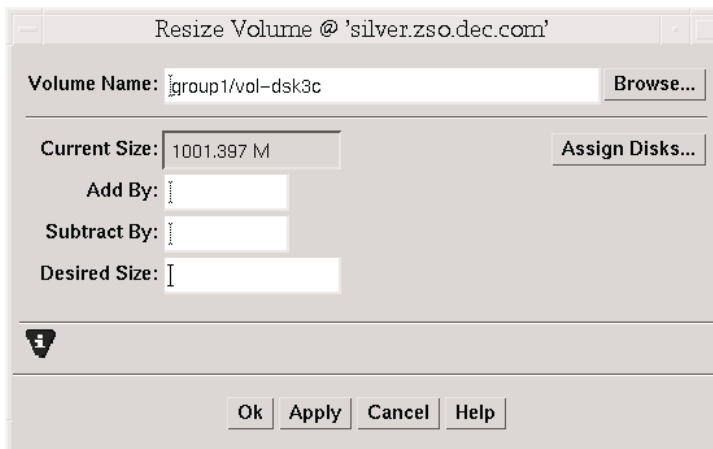 Resize Volume @ 'silver.zso.dec.com'
Volume Name: group1/vol-dsk3c Browse...
Current Size: 1001.397 M Assign Disks...
Add By:
Subtract By:
Desired Size:
Ok Apply Cancel Help